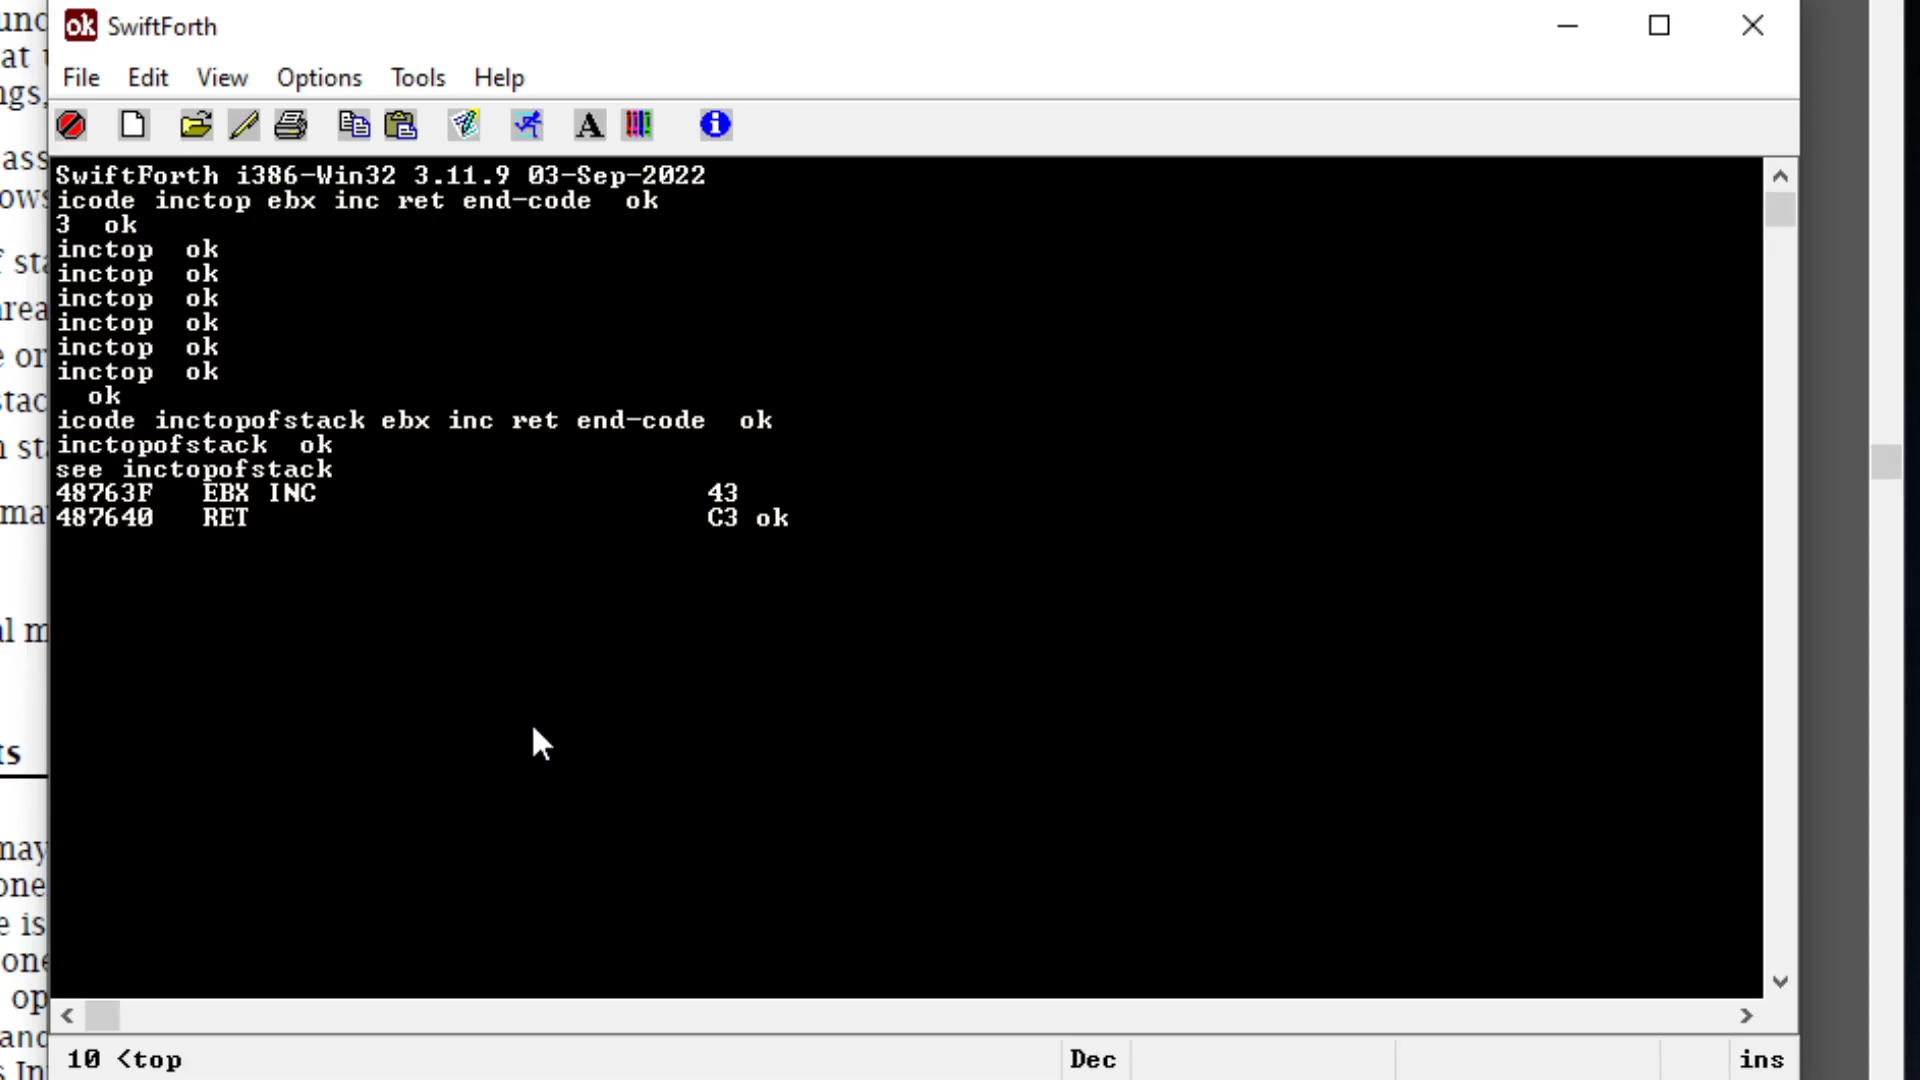 ok SwiftForth
File Edit View Options Tools Help
SwiftForth i386-Win32 3.11.9 03-Sep-2022
icode inctop ebx inc ret end-code ok
3 ok
inctop ok
inctop ok
inctop ok
inctop ok
inctop ok
inctop ok
ok
icode inctopofstack ebx inc ret end-code ok
inctopofstack ok
see inctopofstack
48763F EBX INC 43
487640 RET C3 ok
10 <top Dec ins